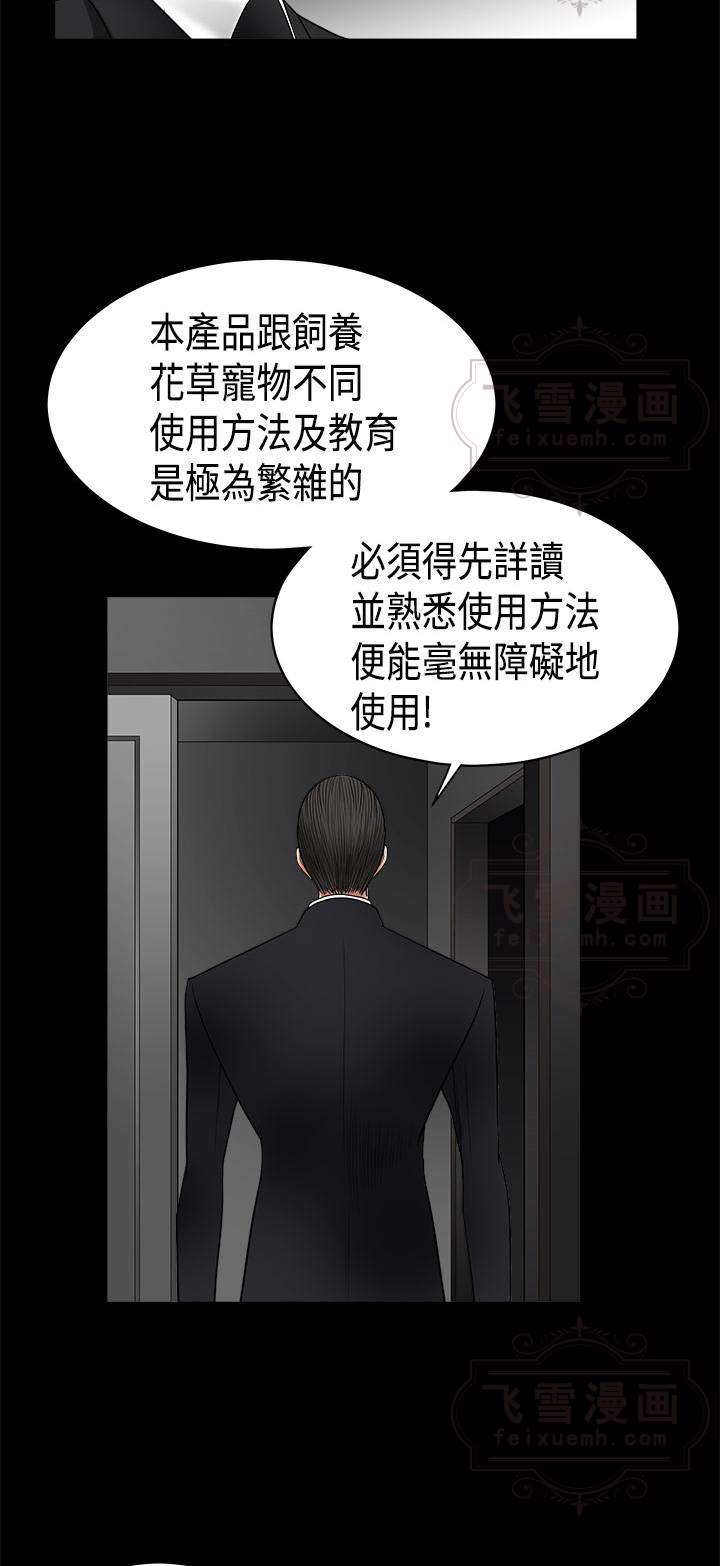 本產品跟飼養
花草寵物不同
使用方法及教育
是極為繁雜的
必須得先詳讀
並熟悉使用方法
便能毫無障礙地
使用!
飞雪漫画
feixuemh.com
飞雪漫画
feixuemh.com
飞雪漫画
feixuemh.com